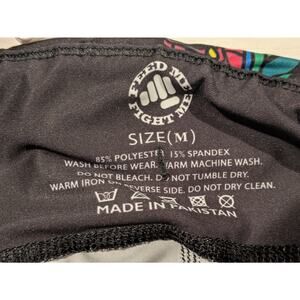 FEED ME
FIGHT ME
SIZE(M)
85% POLYESTER 15% SPANDEX
WASH BEFORE WEAR. WARM MACHINE WASH.
DO NOT BLEACH. DO NOT TUMBLE DRY.
WARM IRON ON REVERSE SIDE. DO NOT DRY CLEAN.
MADE IN PAKISTAN